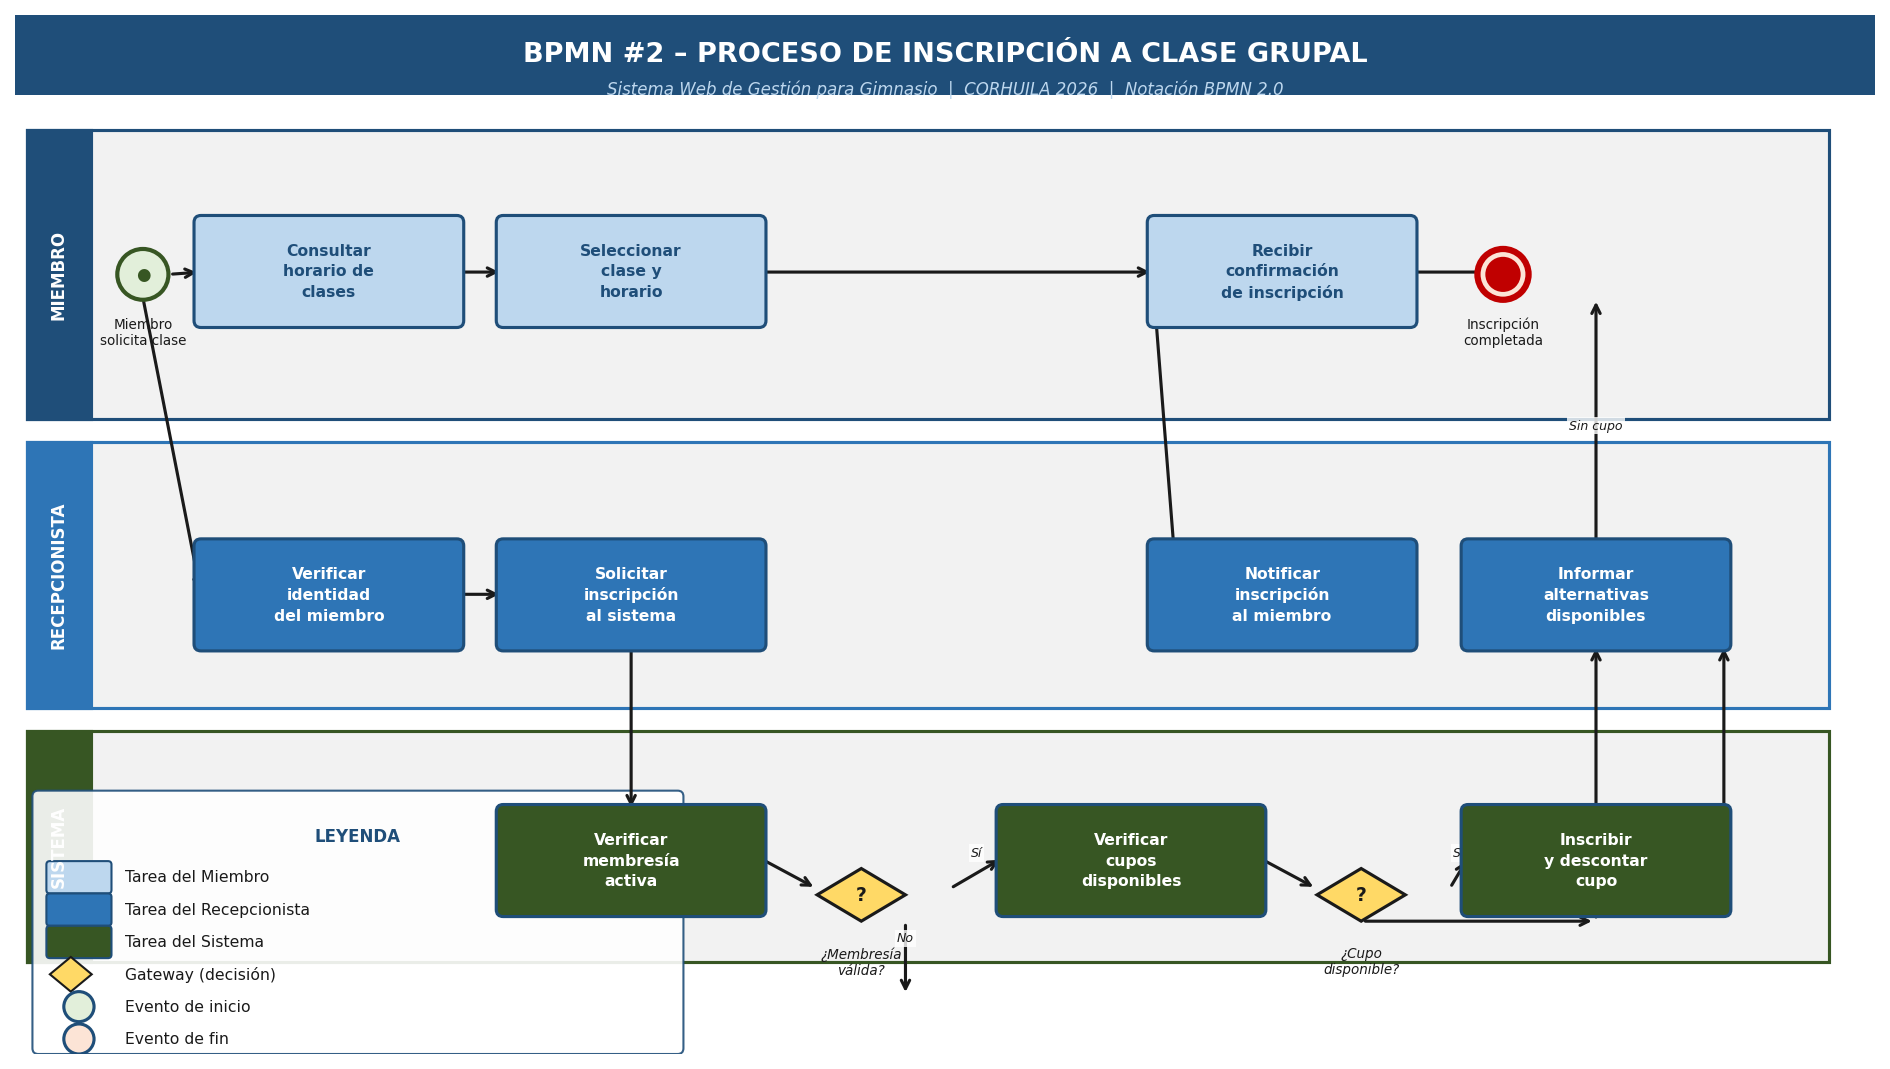 BPMN #2 – PROCESO DE INSCRIPCIÓN A CLASE GRUPAL
Sistema Web de Gestión para Gimnasio | CORHUILA 2026 | Notación BPMN 2.0
MIEMBRO
Miembro
solicita clase
Consultar
horario de
clases
Seleccionar
clase y
horario
Recibir
confirmación
de inscripción
Inscripción
completada
Sin cupo
RECEPCIONISTA
Verificar
identidad
del miembro
Solicitar
inscripción
al sistema
Notificar
inscripción
al miembro
Informar
alternativas
disponibles
SISTEMA
Verificar
membresía
activa
?
No
¿Membresía
válida?
Sí
Verificar
cupos
disponibles
?
¿Cupo
disponible?
S
Inscribir
y descontar
cupo
LEYENDA
Tarea del Miembro
Tarea del Recepcionista
Tarea del Sistema
Gateway (decisión)
Evento de inicio
Evento de fin